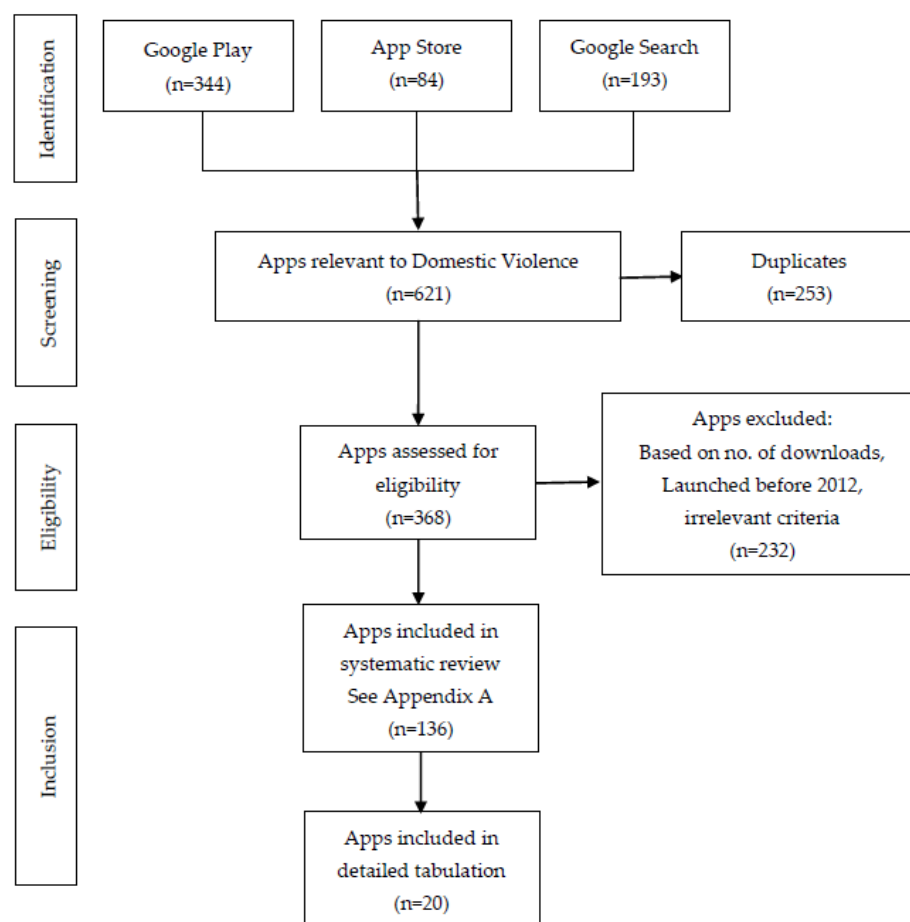 Identification
Google Play
(n=344)
App Store
(n=84)
Google Search
(n=193)
Screening
Apps relevant to Domestic Violence
(n=621)
Duplicates
(n=253)
Eligibility
Apps assessed for
eligibility
(n=368)
Apps excluded:
Based on no. of downloads,
Launched before 2012,
irrelevant criteria
(n=232)
Inclusion
Apps included in
systematic review
See Appendix A
(n=136)
Apps included in
detailed tabulation
(n=20)